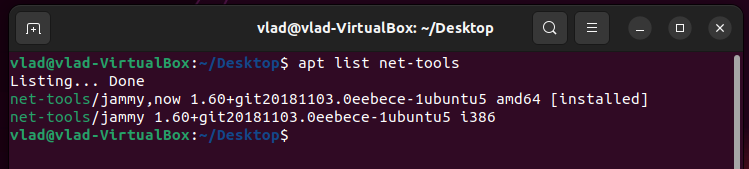 vlad@vlad-VirtualBox: ~/Desktop
vlad@vlad-VirtualBox:~/Desktop$ apt list net-tools
Listing... Done
net-tools/jammy,now 1.60+git20181103.0eebece-1ubuntu5 amd64 [installed]
net-tools/jammy 1.60+git20181103.0eebece-1ubuntu5 i386
vlad@vlad-VirtualBox:~/Desktop$